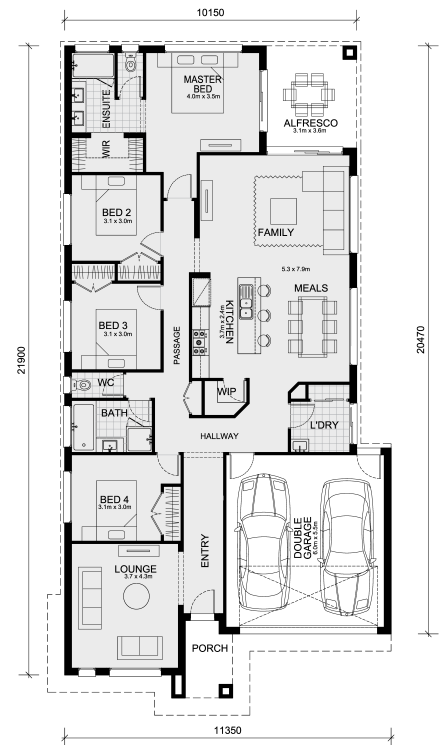 10150
MASTER
BED
4.0m x 3.5m
ENSUITE
ALFRESCO
3.1m x 3.6m
WIR
BED 2
3.1 x 3.0m
FAMILY
5.3 x 7.9m
MEALS
KITCHEN
3.7m x 2.4m
BED 3
3.1 x 3.0m
PASSAGE
21900
20470
WC
WIP
BATH
L'DRY
HALLWAY
BED 4
3.1m x 3.0m
ENTRY
DOUBLE
GARAGE
6.0m x 5.5m
LOUNGE
3.7 x 4.3m
PORCH
11350